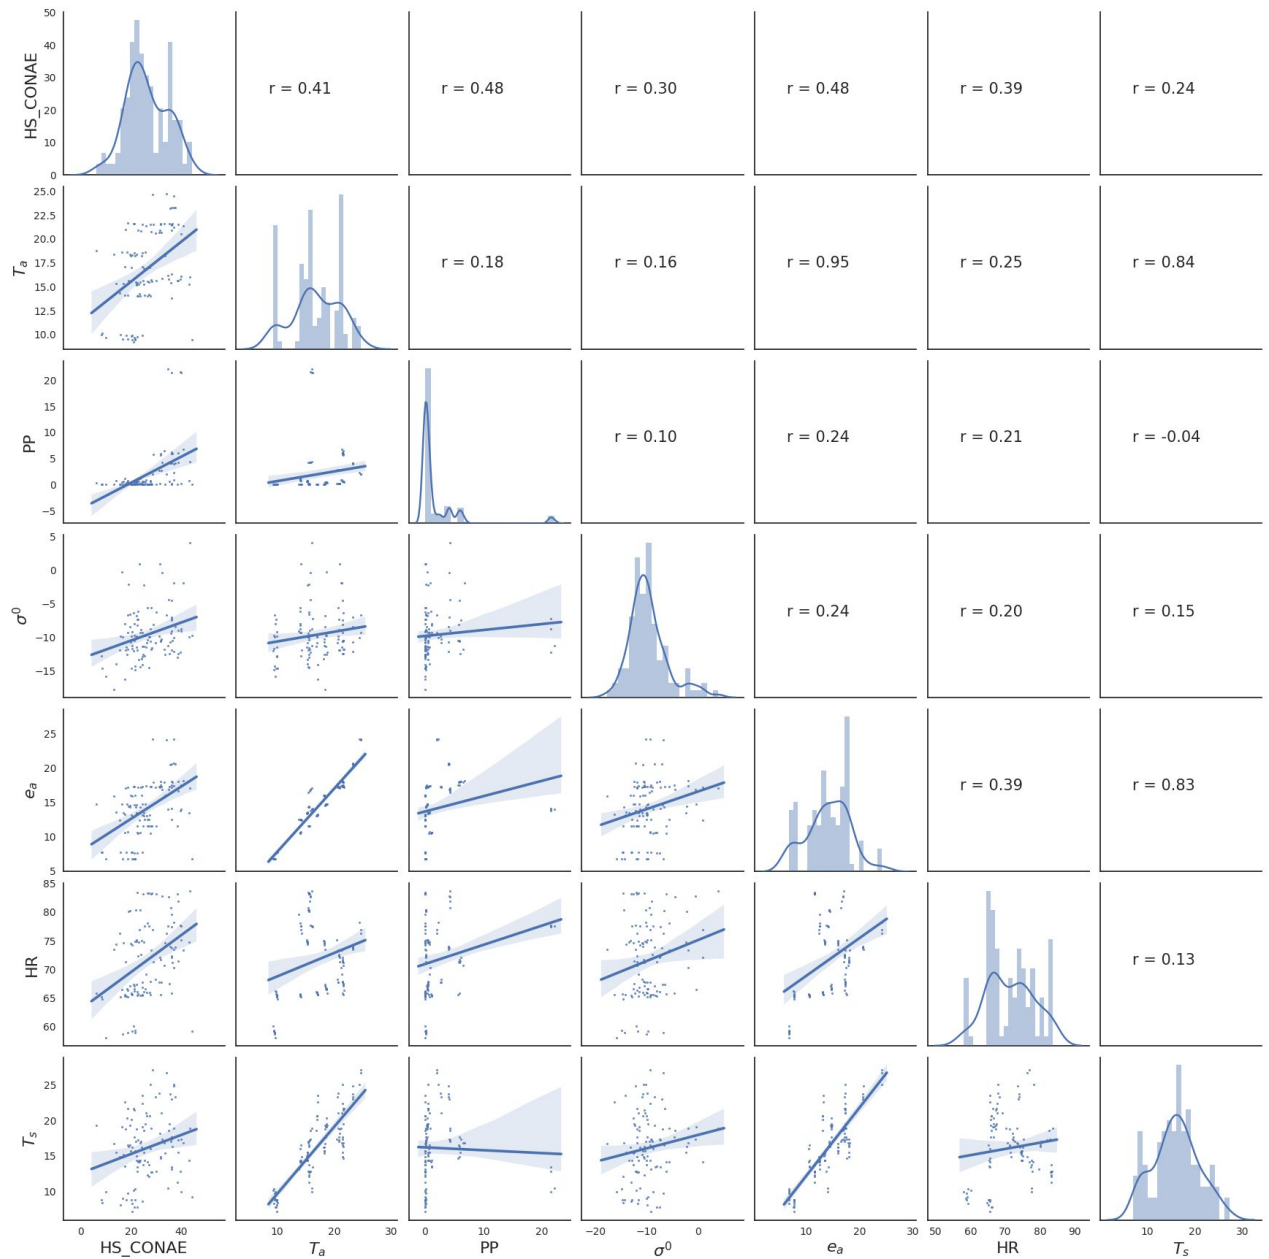 50
40
30
20
10
0
HS_CONAE
r = 0.41
r = 0.48
r = 0.30
r = 0.48
r = 0.39
r = 0.24
25.0
22.5
20.0
17.5
15.0
12.5
10.0
Tₐ
r = 0.18
r = 0.16
r = 0.95
r = 0.25
r = 0.84
20
15
10
5
0
−5
PP
r = 0.10
r = 0.24
r = 0.21
r = -0.04
5
0
−5
−10
−15
σ⁰
r = 0.24
r = 0.20
r = 0.15
25
20
15
10
5
eₐ
r = 0.39
r = 0.83
85
80
75
70
65
60
HR
r = 0.13
25
20
15
10
Tₛ
0 20 40
10 20 30
0 10 20
−20 −10 0
10 20 30
50 60 70 80 90
10 20 30
HS_CONAE Tₐ PP σ⁰ eₐ HR Tₛ